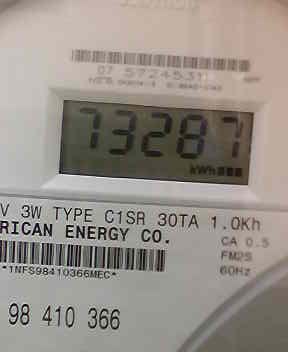 07 5724531
73287
kWh
V 3W TYPE C1SR 30TA 1.0Kh
RICAN ENERGY CO.
CA 0.5
FM2S
60Hz
*1NFS98410366MEC*
98 410 366